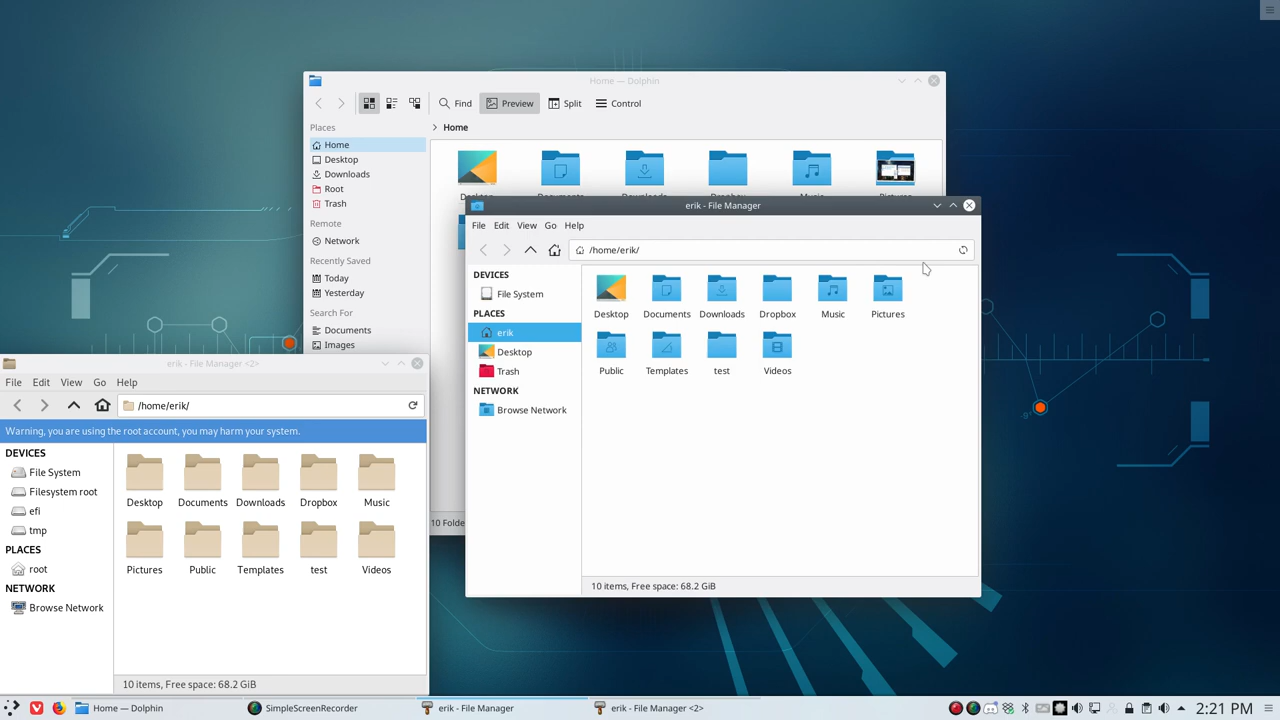 Home — Dolphin
Find
Preview
Split
Control
Places
Home
Desktop
Downloads
Root
Trash
Remote
Network
Recently Saved
Today
Yesterday
Search For
Documents
Images
Home
10 Folde
erik - File Manager
File Edit View Go Help
/home/erik/
DEVICES
File System
PLACES
erik
Desktop
Trash
NETWORK
Browse Network
Desktop Documents Downloads Dropbox Music Pictures
Public Templates test Videos
10 items, Free space: 68.2 GiB
erik - File Manager <2>
File Edit View Go Help
/home/erik/
Warning, you are using the root account, you may harm your system.
DEVICES
File System
Filesystem root
efi
tmp
PLACES
root
NETWORK
Browse Network
Desktop Documents Downloads Dropbox Music
Pictures Public Templates test Videos
10 items, Free space: 68.2 GiB
Home — Dolphin
SimpleScreenRecorder
erik - File Manager
erik - File Manager <2>
2:21 PM